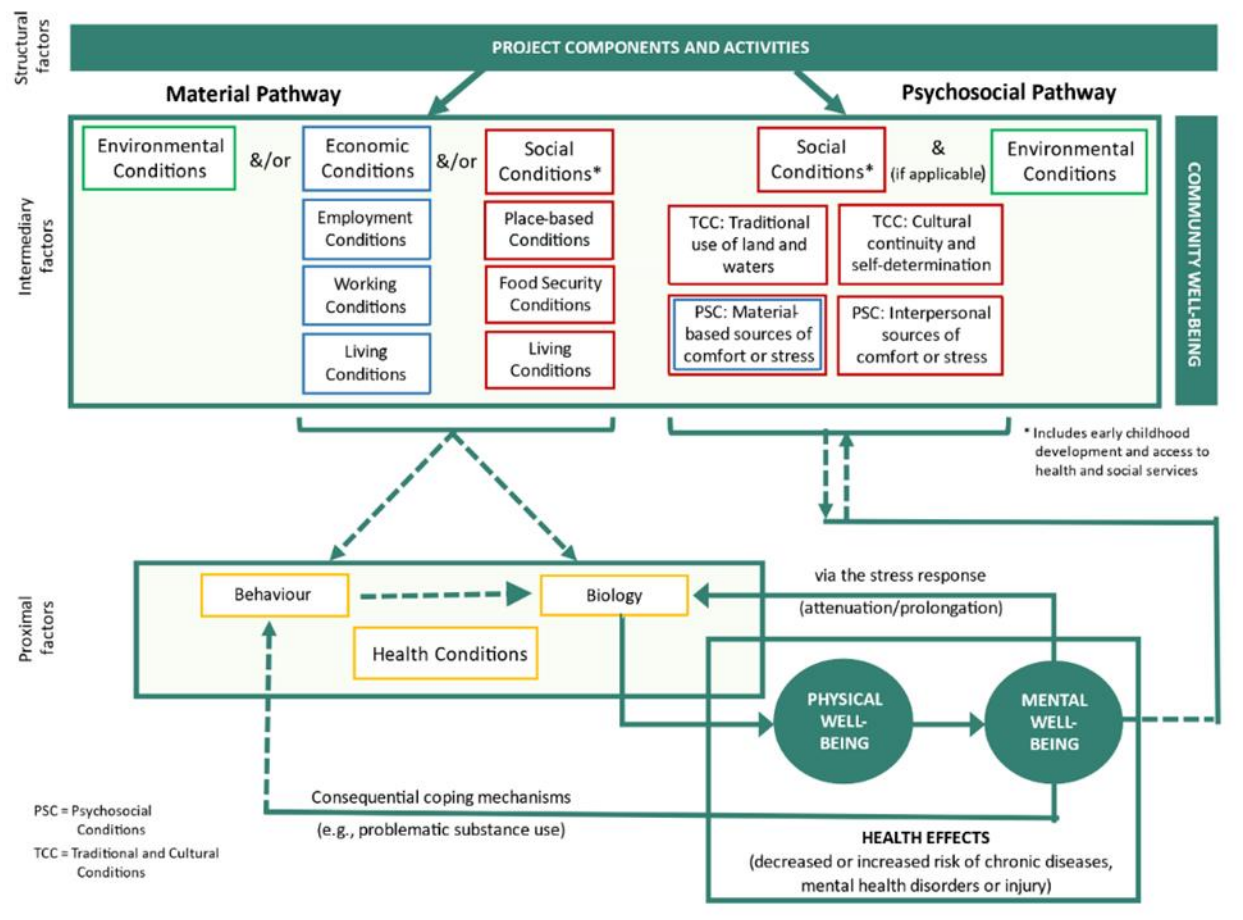 Structural
factors
PROJECT COMPONENTS AND ACTIVITIES
Material Pathway
Psychosocial Pathway
Intermediary
factors
Environmental
Conditions
&/or
Economic
Conditions
&/or
Social
Conditions*
Employment
Conditions
Place-based
Conditions
Working
Conditions
Food Security
Conditions
Living
Conditions
Living
Conditions
Social
Conditions*
&
(if applicable)
Environmental
Conditions
TCC: Traditional
use of land and
waters
TCC: Cultural
continuity and
self-determination
PSC: Material-
based sources of
comfort or stress
PSC: Interpersonal
sources of
comfort or stress
COMMUNITY WELL-BEING
* Includes early childhood
development and access to
health and social services
Proximal
factors
Behaviour
Biology
Health Conditions
via the stress response
(attenuation/prolongation)
PHYSICAL
WELL-
BEING
MENTAL
WELL-
BEING
Consequential coping mechanisms
(e.g., problematic substance use)
HEALTH EFFECTS
(decreased or increased risk of chronic diseases,
mental health disorders or injury)
PSC = Psychosocial
Conditions
TCC = Traditional and Cultural
Conditions